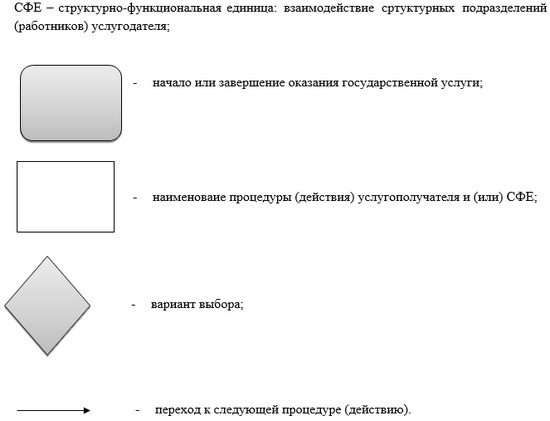 СФЕ – структурно-функциональная единица: взаимодействие сртуктурных подразделений
(работников) услугодателя;
- начало или завершение оказания государственной услуги;
- наименоваие процедуры (действия) услугополучателя и (или) СФЕ;
- вариант выбора;
- переход к следующей процедуре (действию).